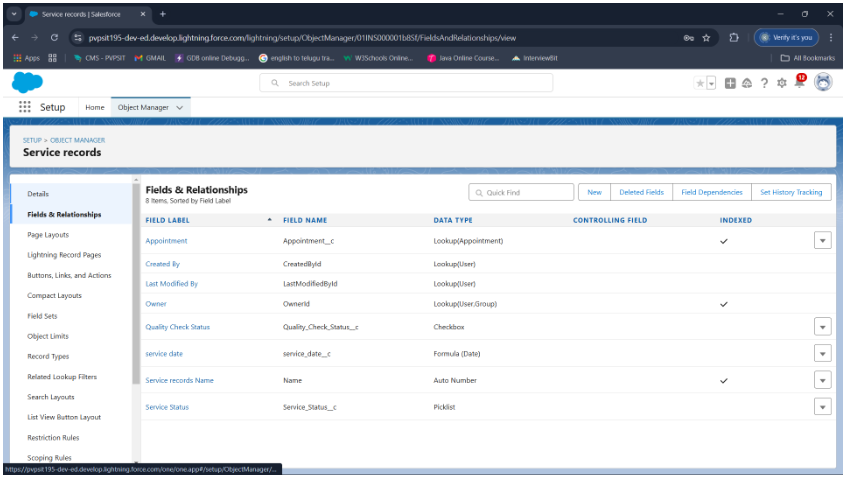 Service records | Salesforce
pvpsit195-dev-ed.develop.lightning.force.com/lightning/setup/ObjectManager/01INS000001b8Sf/FieldsAndRelationships/view
Verify it's you
Apps CMS - PVPSIT GMAIL GDB online Debugg... english to telugu tra... W3Schools Online... Java Online Course... InterviewBit All Bookmarks
Search Setup
12
Setup Home Object Manager
SETUP > OBJECT MANAGER
Service records
Details
Fields & Relationships
Page Layouts
Lightning Record Pages
Buttons, Links, and Actions
Compact Layouts
Field Sets
Object Limits
Record Types
Related Lookup Filters
Search Layouts
List View Button Layout
Restriction Rules
Scoping Rules
Fields & Relationships
8 Items, Sorted by Field Label
Quick Find New Deleted Fields Field Dependencies Set History Tracking
FIELD LABEL FIELD NAME DATA TYPE CONTROLLING FIELD INDEXED
Appointment Appointment__c Lookup(Appointment)
Created By CreatedById Lookup(User)
Last Modified By LastModifiedById Lookup(User)
Owner OwnerId Lookup(User,Group)
Quality Check Status Quality_Check_Status__c Checkbox
service date service_date__c Formula (Date)
Service records Name Name Auto Number
Service Status Service_Status__c Picklist
https://pvpsit195-dev-ed.develop.lightning.force.com/one/one.app#/setup/ObjectManager/...